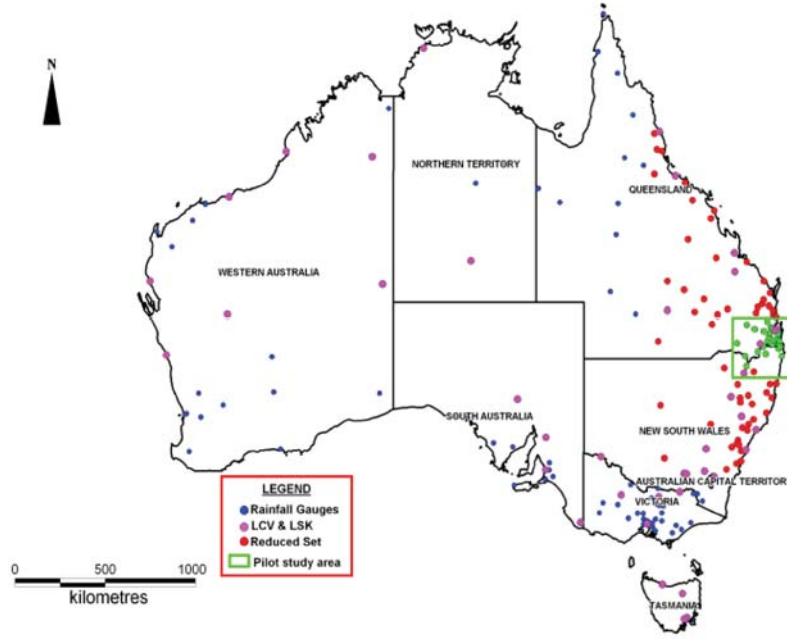 N
NORTHERN TERRITORY
QUEENSLAND
WESTERN AUSTRALIA
SOUTH AUSTRALIA
NEW SOUTH WALES
AUSTRALIAN CAPITAL TERRITOR
VICTORIA
LEGEND
Rainfall Gauges
LCV & LSK
Reduced Set
Pilot study area
0 500 1000
kilometres
TASMANIA